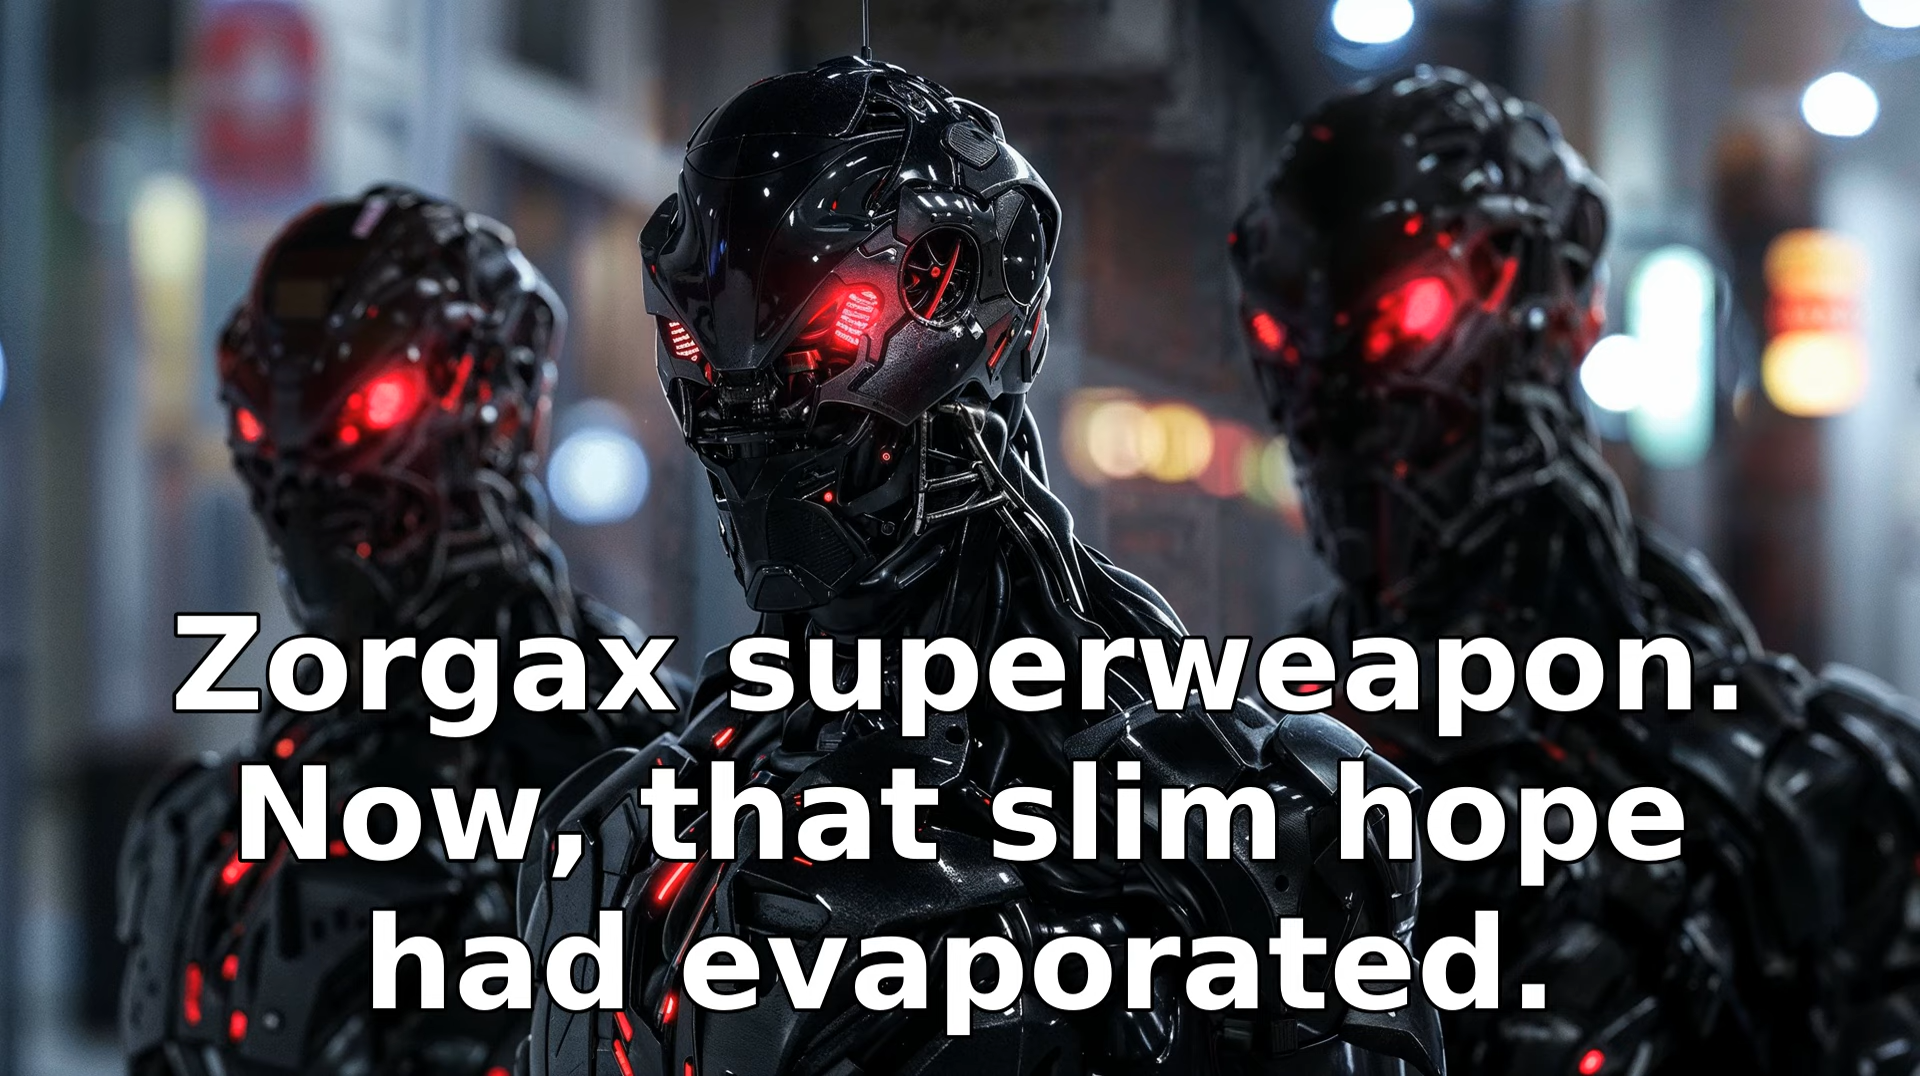 Zorgax superweapon.
Now, that slim hope
had evaporated.